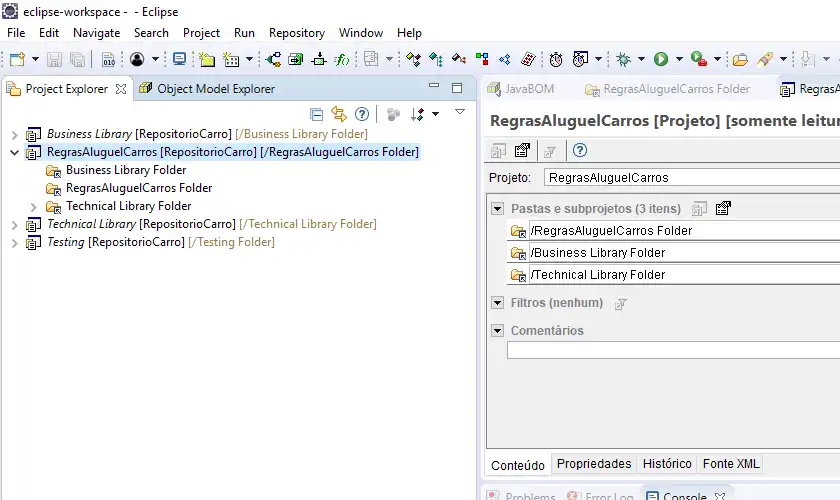 eclipse-workspace - - Eclipse
File Edit Navigate Search Project Run Repository Window Help
Project Explorer Object Model Explorer
Business Library [RepositorioCarro] [/Business Library Folder]
RegrasAluguelCarros [RepositorioCarro] [/RegrasAluguelCarros Folder]
Business Library Folder
RegrasAluguelCarros Folder
Technical Library Folder
Technical Library [RepositorioCarro] [/Technical Library Folder]
Testing [RepositorioCarro] [/Testing Folder]
JavaBOM RegrasAluguelCarros Folder RegrasA
RegrasAluguelCarros [Projeto] [somente leitur
Projeto: RegrasAluguelCarros
Pastas e subprojetos (3 itens)
/RegrasAluguelCarros Folder
/Business Library Folder
/Technical Library Folder
Filtros (nenhum)
Comentários
Conteúdo Propriedades Histórico Fonte XML
Problems Error Log Console